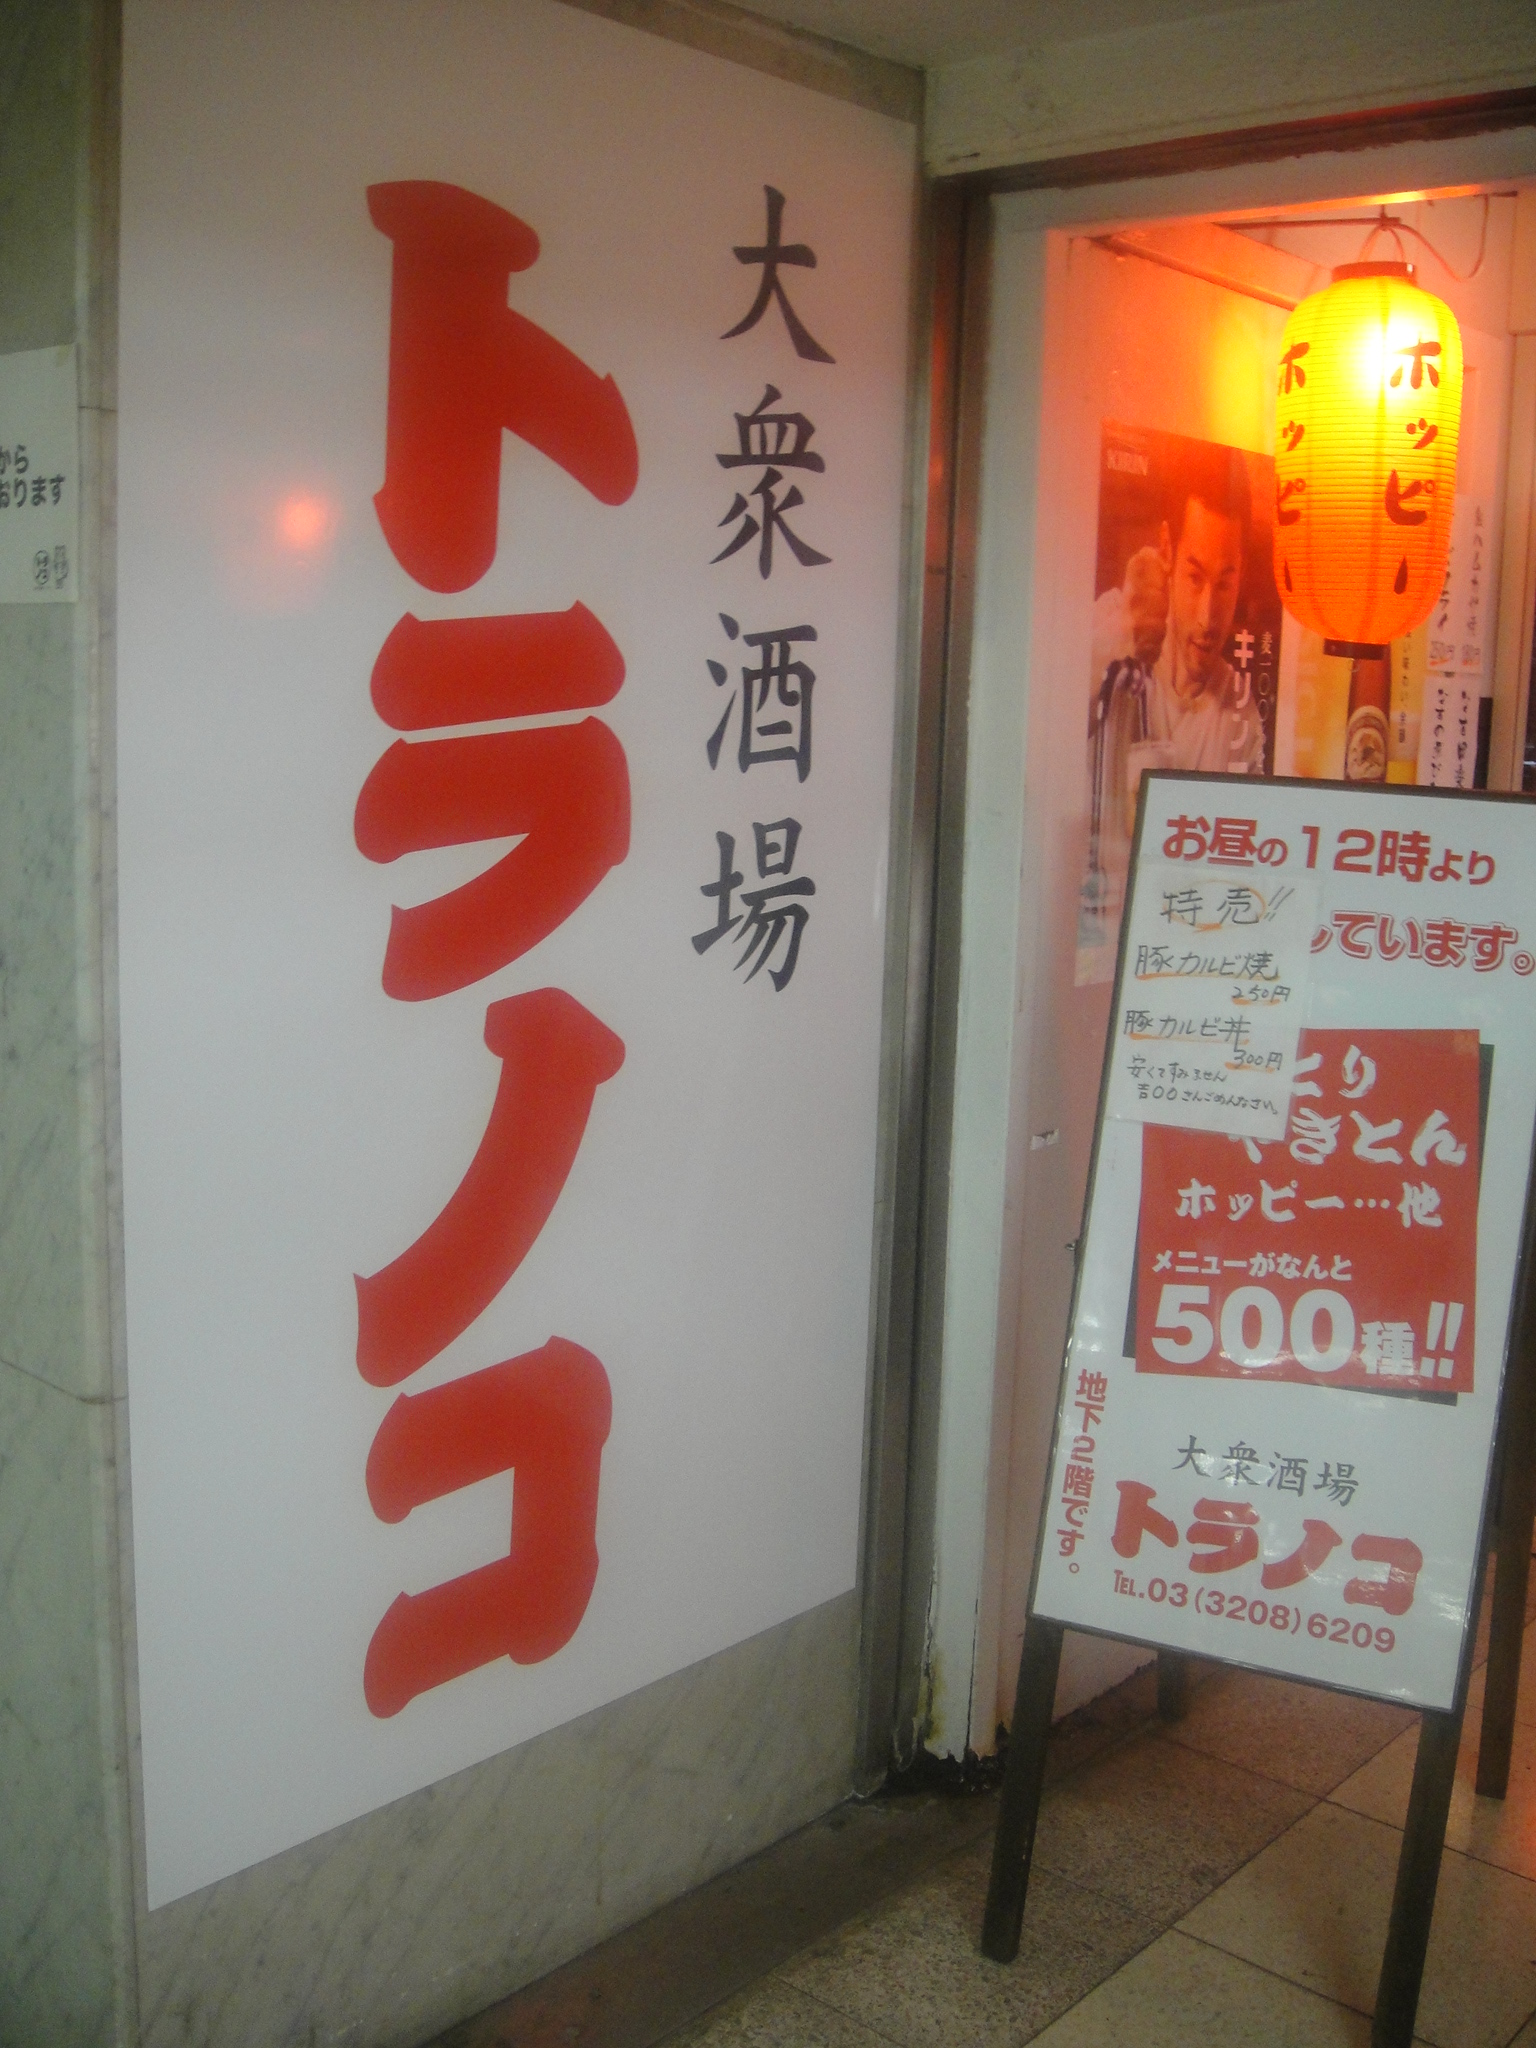 大衆酒場
トラノコ
から
おります
ホッピー
ホッピー
KIRIN
キリン
お昼の12時より
しています。
特売!!
豚カルビ焼
250円
豚カルビ丼
300円
安くてすみません
吉〇〇さんごめんなさい。
とり
やきとん
ホッピー…他
メニューがなんと
500種!!
地下2階です。
大衆酒場
トラノコ
TEL.03(3208)6209